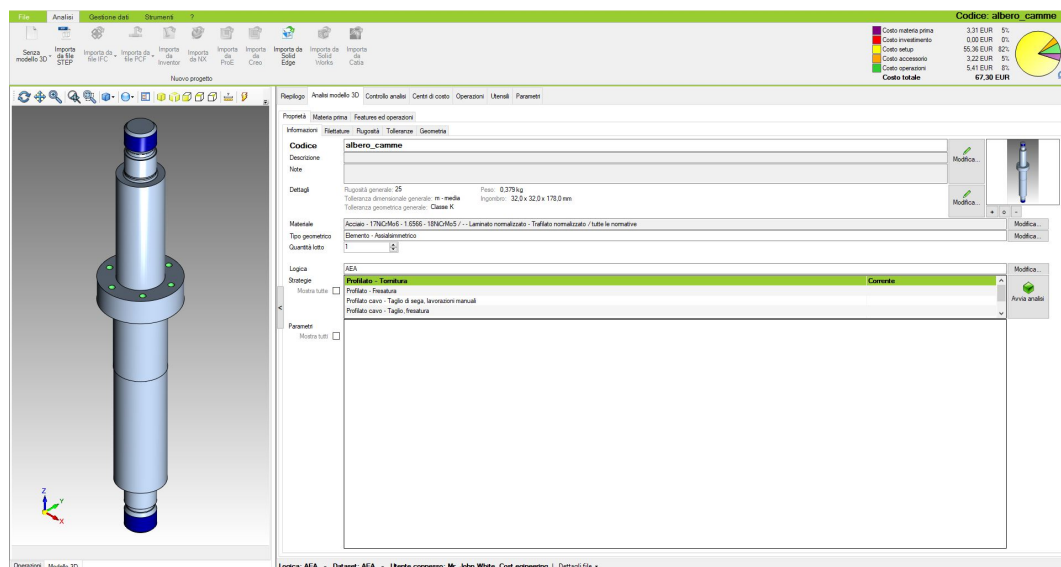 File Analisi Gestione dati Strumenti ? Codice: albero_camme
Senza modello 3D
Importa da file STEP
Importa da file IFC
Importa da file PCF
Importa da Inventor
Importa da NX
Importa da ProE
Importa da Creo
Importa da Solid Edge
Importa da Solid Works
Importa da Catia
Nuovo progetto
Costo materia prima 3,31 EUR 5%
Costo investimento 0,00 EUR 0%
Costo setup 55,36 EUR 82%
Costo accessorio 3,22 EUR 5%
Costo operazioni 5,41 EUR 8%
Costo totale 67,30 EUR
Riepilogo Analisi modello 3D Controllo analisi Centri di costo Operazioni Utensili Parametri
Proprietà Materia prima Features ed operazioni
Informazioni Filettature Rugosità Tolleranze Geometria
Codice albero_camme
Descrizione
Modifica...
Note
Dettagli Rugosità generale: 25 Peso: 0,379 kg
Tolleranza dimensionale generale: m - media Ingombro: 32,0 x 32,0 x 178,0 mm
Tolleranza geometrica generale: Classe K
Modifica...
+ o -
Materiale Acciaio - 17NiCrMo6 - 1.6566 - 18NiCrMo5 / - - Laminato normalizzato - Trafilato normalizzato / tutte le normative Modifica...
Tipo geometrico Elemento - Assialsimmetrico Modifica...
Quantità lotto 1
Logica AEA Modifica...
Strategie Profilato - Tornitura Corrente
Mostra tutte Profilato - Fresatura
Profilato cavo - Taglio di sega, lavorazioni manuali
Profilato cavo - Taglio, fresatura
Avvia analisi
<
Parametri
Mostra tutti
Z
Y
X
Operazioni Modello 3D
Logica: AEA - Dataset: AEA - Utente connesso: Mr. John White, Cost egineering | Dettagli file